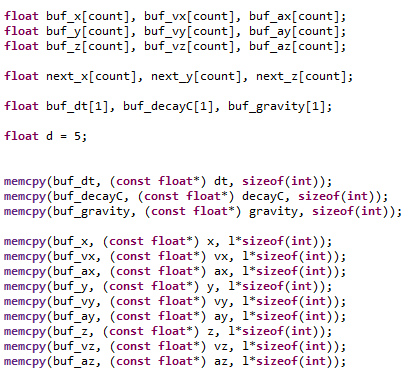 float buf_x[count], buf_vx[count], buf_ax[count];
float buf_y[count], buf_vy[count], buf_ay[count];
float buf_z[count], buf_vz[count], buf_az[count];
float next_x[count], next_y[count], next_z[count];
float buf_dt[1], buf_decayC[1], buf_gravity[1];
float d = 5;
memcpy(buf_dt, (const float*) dt, sizeof(int));
memcpy(buf_decayC, (const float*) decayC, sizeof(int));
memcpy(buf_gravity, (const float*) gravity, sizeof(int));
memcpy(buf_x, (const float*) x, l*sizeof(int));
memcpy(buf_vx, (const float*) vx, l*sizeof(int));
memcpy(buf_ax, (const float*) ax, l*sizeof(int));
memcpy(buf_y, (const float*) y, l*sizeof(int));
memcpy(buf_vy, (const float*) vy, l*sizeof(int));
memcpy(buf_ay, (const float*) ay, l*sizeof(int));
memcpy(buf_z, (const float*) z, l*sizeof(int));
memcpy(buf_vz, (const float*) vz, l*sizeof(int));
memcpy(buf_az, (const float*) az, l*sizeof(int));